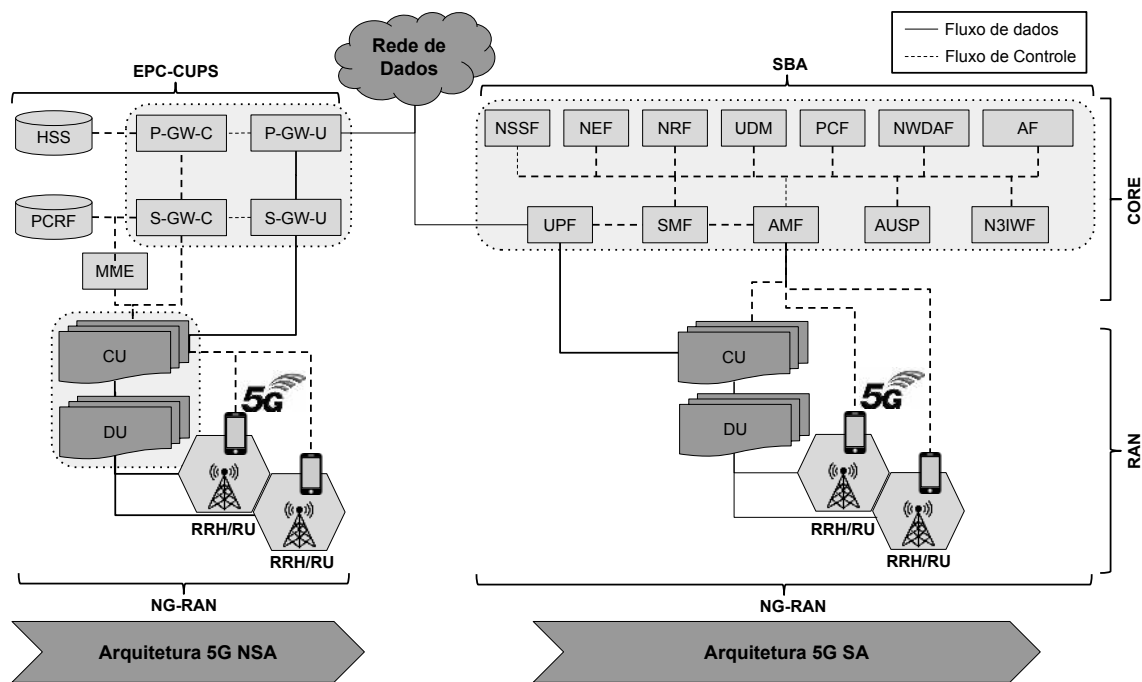 Rede de
Dados
Fluxo de dados
Fluxo de Controle
EPC-CUPS
SBA
HSS
P-GW-C
P-GW-U
NSSF
NEF
NRF
UDM
PCF
NWDAF
AF
CORE
PCRF
S-GW-C
S-GW-U
UPF
SMF
AMF
AUSP
N3IWF
MME
CU
DU
5G
RRH/RU
RRH/RU
CU
DU
5G
RRH/RU
RRH/RU
RAN
NG-RAN
NG-RAN
Arquitetura 5G NSA
Arquitetura 5G SA